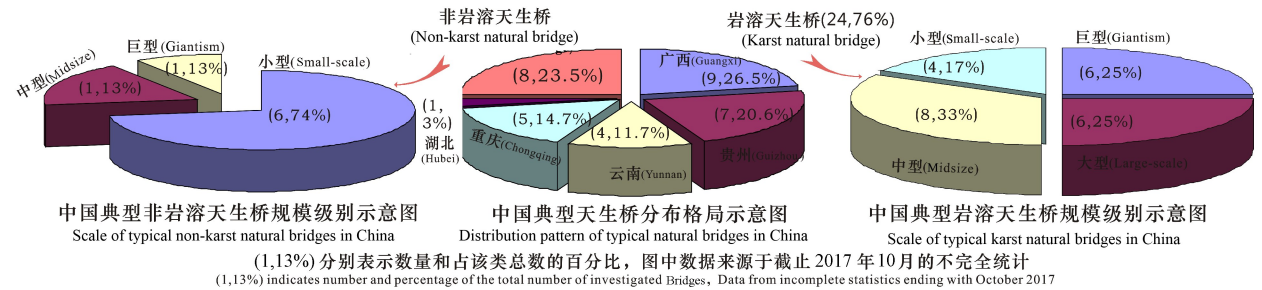 非岩溶天生桥
(Non-karst natural bridge)
岩溶天生桥(24,76%)
(Karst natural bridge)
巨型(Giantism)
(1,13%)
中型(Midsize)
(1,13%)
小型(Small-scale)
(6,74%)
(8,23.5%)
广西(Guangxi)
9,26.5%)
(7,20.6%)
贵州(Guizhou)
(4,11.7%)
云南(Yunnan)
(5,14.7%)
重庆(Chongqing)
(1,
3%)
湖北
(Hubei)
小型(Small-scale)
(4,17%)
巨型(Giantism)
(6,25%)
(8,33%)
中型(Midsize)
(6,25%)
大型(Large-scale)
中国典型非岩溶天生桥规模级别示意图
Scale of typical non-karst natural bridges in China
中国典型天生桥分布格局示意图
Distribution pattern of typical natural bridges in China
中国典型岩溶天生桥规模级别示意图
Scale of typical karst natural bridges in China
(1,13%)分别表示数量和占该类总数的百分比，图中数据来源于截止2017年10月的不完全统计
(1,13%) indicates number and percentage of the total number of investigated Bridges，Data from incomplete statistics ending with October 2017